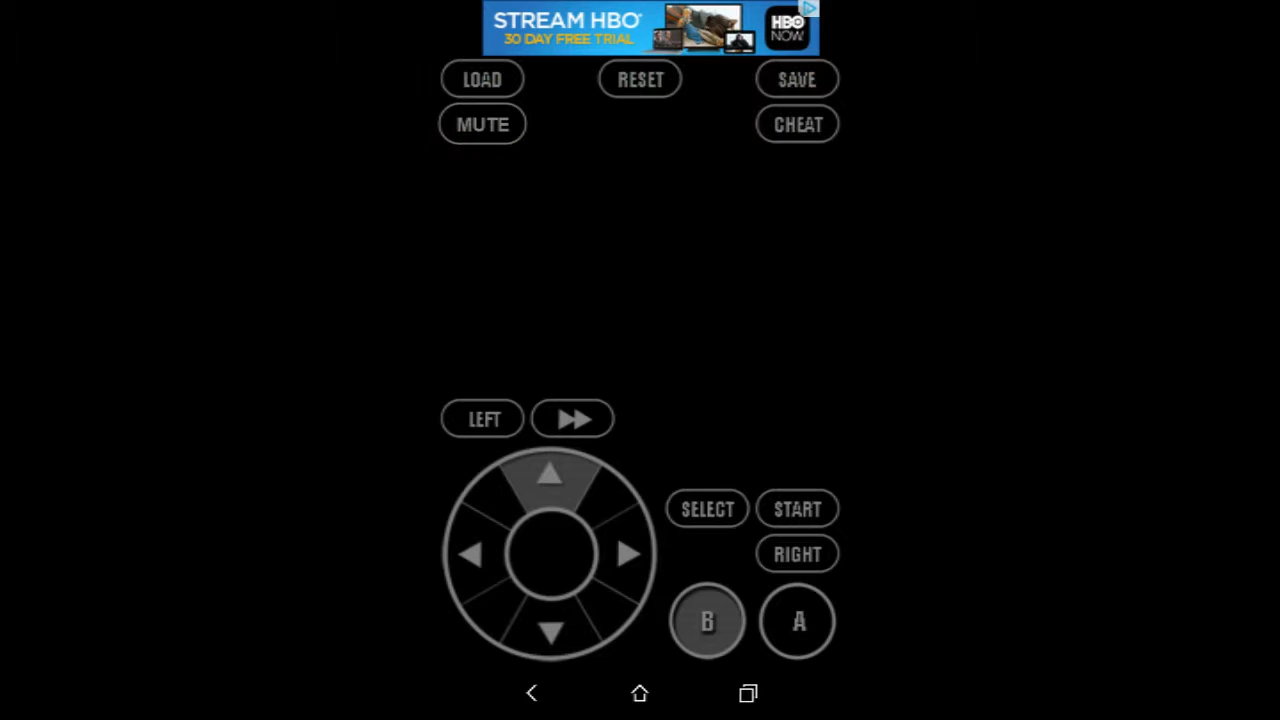 STREAM HBO
30 DAY FREE TRIAL
HBO
NOW
LOAD RESET SAVE
MUTE CHEAT
LEFT
SELECT START
RIGHT
B A